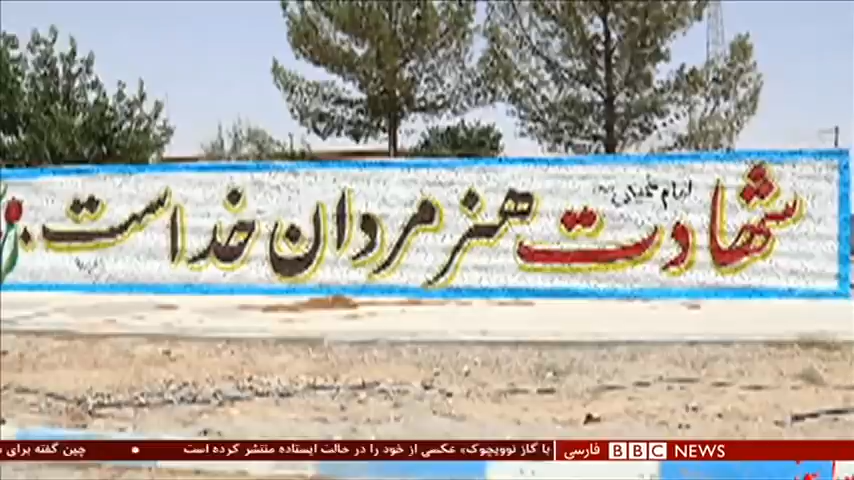 شهادت هنر مردان خداست.
امام خمینی
با گاز نوویچوک» عکسی از خود را در حالت ایستاده منتشر کرده است • چین گفته برای
BBC NEWS فارسی